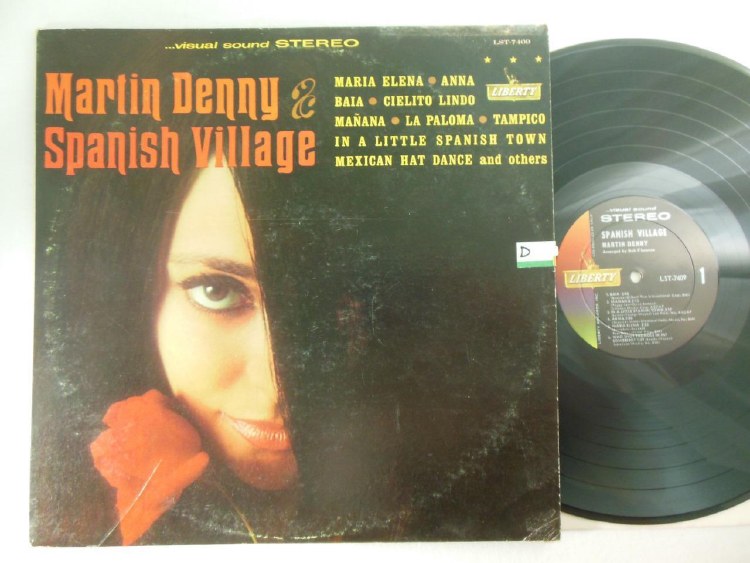 ...visual sound STEREO
LST-7409
Martin Denny &
Spanish Village
MARIA ELENA • ANNA
BAIA • CIELITO LINDO
MAÑANA • LA PALOMA • TAMPICO
IN A LITTLE SPANISH TOWN
MEXICAN HAT DANCE and others
LIBERTY
D
...visual sound
STEREO
SPANISH VILLAGE
MARTIN DENNY
LIBERTY
LST-7409
1